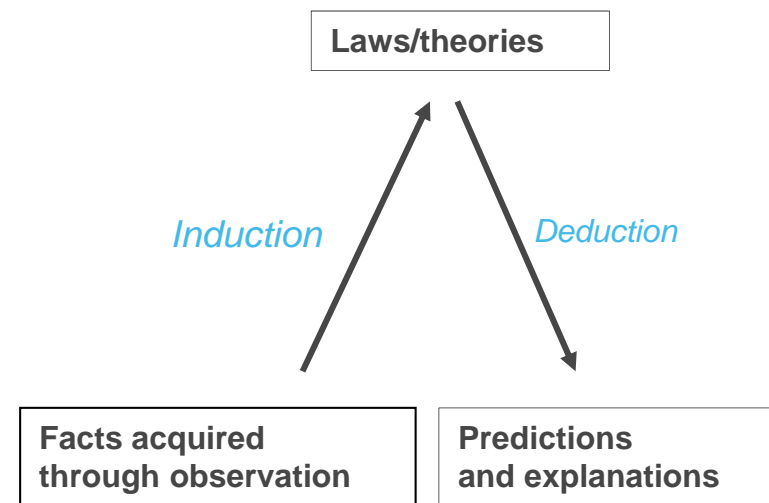 Laws/theories
Induction
Deduction
Facts acquired
through observation
Predictions
and explanations